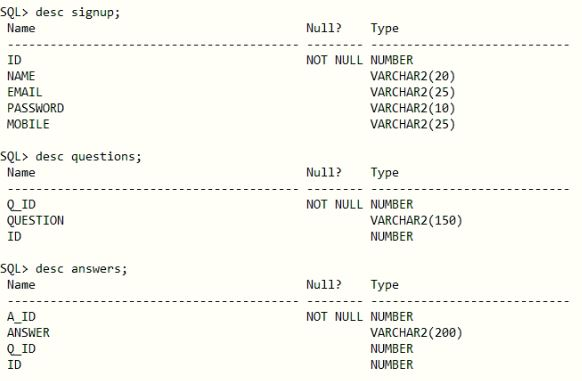 SQL> desc signup;
Name Null? Type
----------------------------------------- -------- ----------------------------
ID NOT NULL NUMBER
NAME VARCHAR2(20)
EMAIL VARCHAR2(25)
PASSWORD VARCHAR2(10)
MOBILE VARCHAR2(25)
SQL> desc questions;
Name Null? Type
----------------------------------------- -------- ----------------------------
Q_ID NOT NULL NUMBER
QUESTION VARCHAR2(150)
ID NUMBER
SQL> desc answers;
Name Null? Type
----------------------------------------- -------- ----------------------------
A_ID NOT NULL NUMBER
ANSWER VARCHAR2(200)
Q_ID NUMBER
ID NUMBER